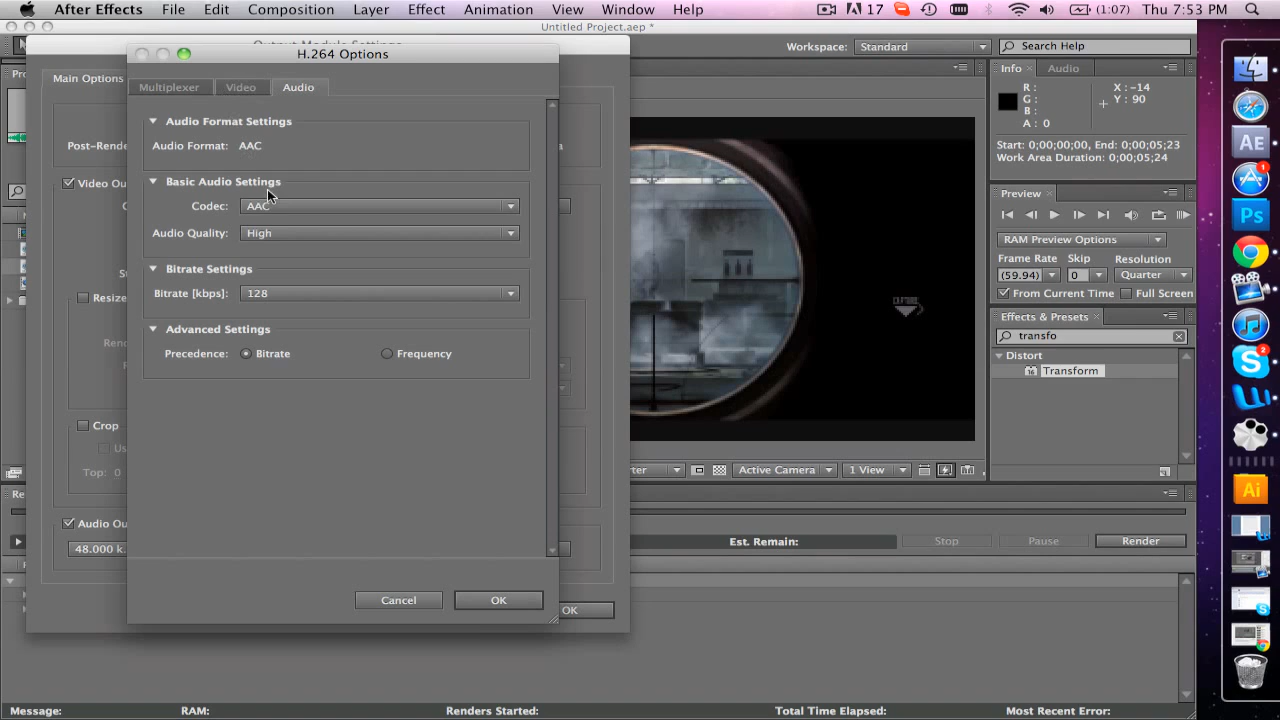 After Effects File Edit Composition Layer Effect Animation View Window Help 17 (1:07) Thu 7:53 PM
Untitled Project.aep *
Workspace: Standard Search Help
H.264 Options
Main Options
Multiplexer Video Audio
Info Audio
R : X : -14
G : Y : 90
B :
A : 0
Audio Format Settings
Audio Format: AAC
Post-Rende
Start: 0;00;00;00, End: 0;00;05;23
Work Area Duration: 0;00;05;24
Basic Audio Settings
Video Ou
Codec: AAC
Audio Quality: High
Preview
RAM Preview Options
Frame Rate Skip Resolution
(59.94) 0 Quarter
From Current Time Full Screen
Bitrate Settings
Bitrate [kbps]: 128
Resize
Effects & Presets
transfo
Distort
Transform
Advanced Settings
Precedence: Bitrate Frequency
Crop
Top: 0
rter Active Camera 1 View
Audio Ou
48.000 k.
Est. Remain: Stop Pause Render
Cancel OK
OK
Message: RAM: Renders Started: Total Time Elapsed: Most Recent Error:
AE
1
Ps
2
Ai